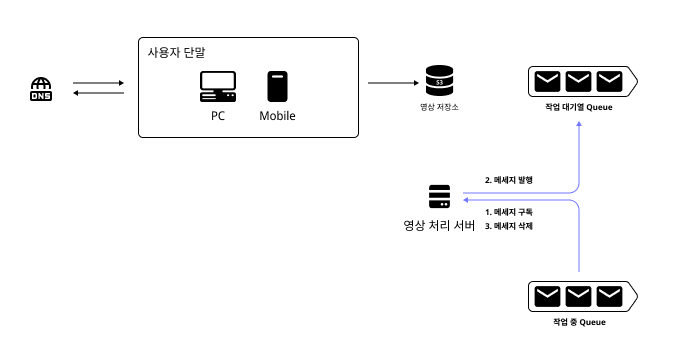 사용자 단말
DNS
PC
Mobile
S3
영상 저장소
작업 대기열 Queue
2. 메세지 발행
1. 메세지 구독
영상 처리 서버
3. 메세지 삭제
작업 중 Queue